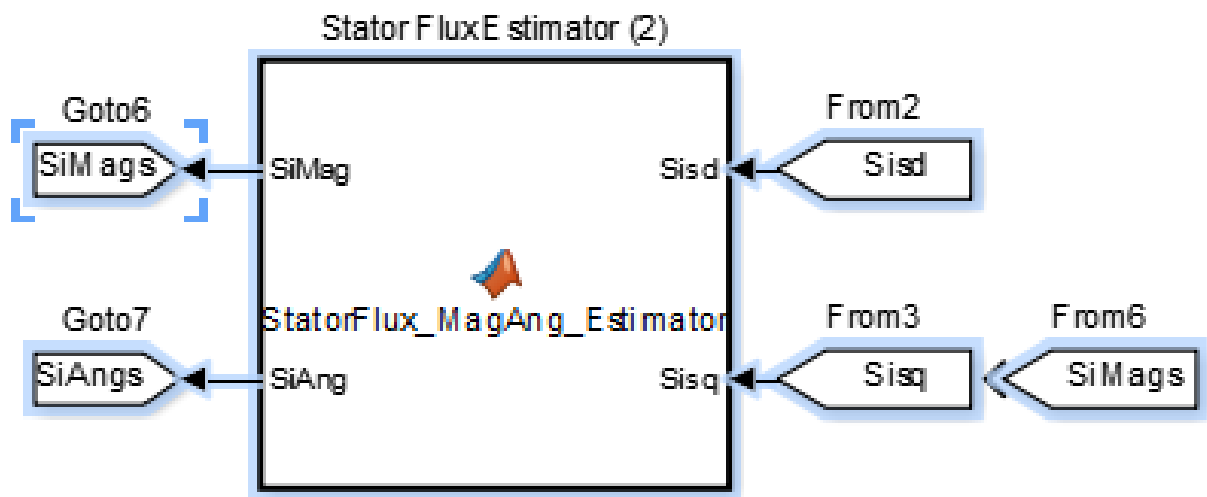 Stator FluxEstimator (2)
Goto6
From2
SiMags
SiMag
Sisd
Sisd
Goto7
StatorFlux_MagAng_Estimator
From3
From6
SiAngs
SiAng
Sisq
Sisq
SiMags